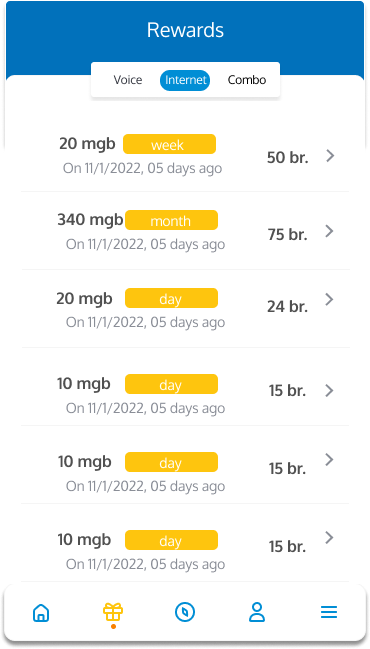 Rewards
Voice Internet Combo
20 mgb week
50 br.
On 11/1/2022, 05 days ago
340 mgb month
75 br.
On 11/1/2022, 05 days ago
20 mgb day
24 br.
On 11/1/2022, 05 days ago
10 mgb day
15 br.
On 11/1/2022, 05 days ago
10 mgb day
15 br.
On 11/1/2022, 05 days ago
10 mgb day
15 br.
On 11/1/2022, 05 days ago